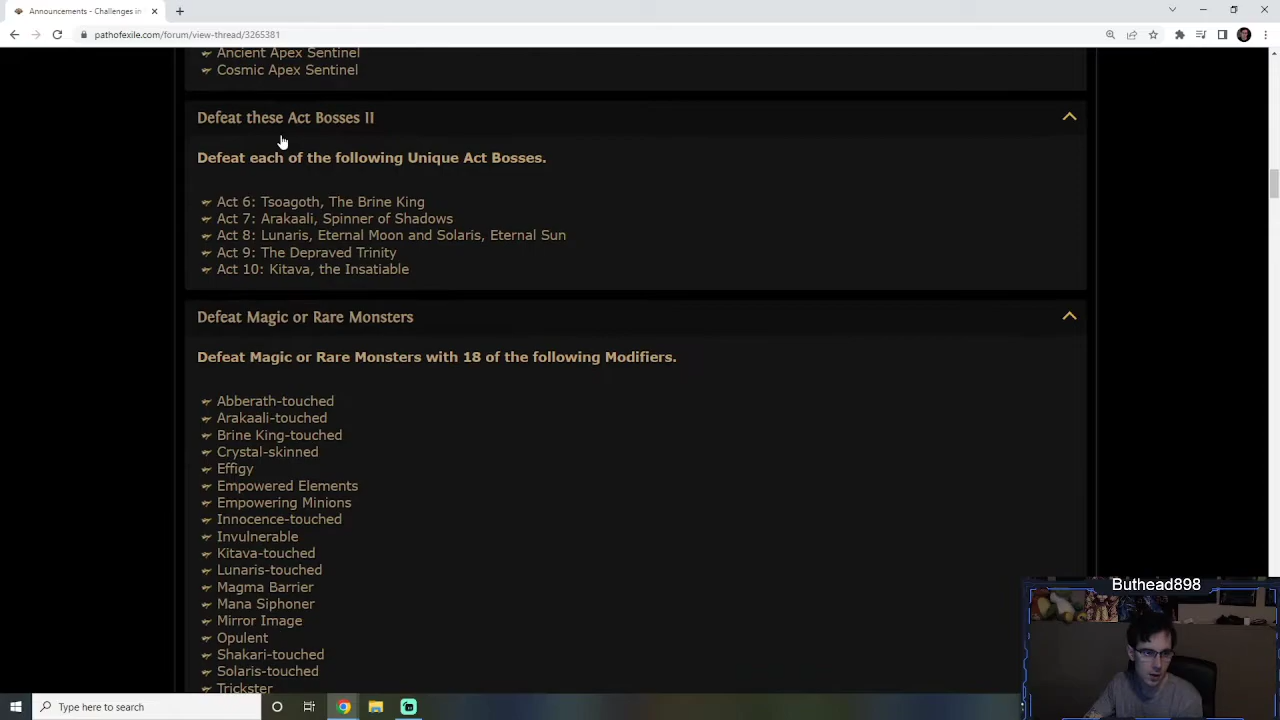 Announcements - Challenges in
pathofexile.com/forum/view-thread/3265381
Ancient Apex Sentinel
Cosmic Apex Sentinel
Defeat these Act Bosses II
Defeat each of the following Unique Act Bosses.
Act 6: Tsoagoth, The Brine King
Act 7: Arakaali, Spinner of Shadows
Act 8: Lunaris, Eternal Moon and Solaris, Eternal Sun
Act 9: The Depraved Trinity
Act 10: Kitava, the Insatiable
Defeat Magic or Rare Monsters
Defeat Magic or Rare Monsters with 18 of the following Modifiers.
Abberath-touched
Arakaali-touched
Brine King-touched
Crystal-skinned
Effigy
Empowered Elements
Empowering Minions
Innocence-touched
Invulnerable
Kitava-touched
Lunaris-touched
Magma Barrier
Mana Siphoner
Mirror Image
Opulent
Shakari-touched
Solaris-touched
Trickster
Buthead898
Type here to search